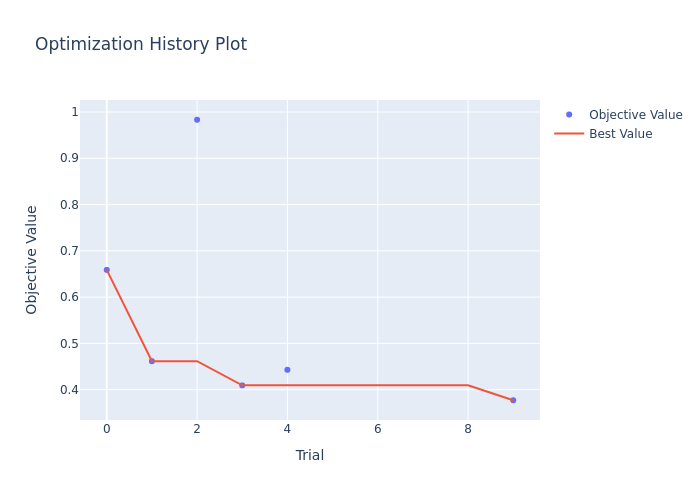 Optimization History Plot
Objective Value
Best Value
1
0.9
0.8
0.7
0.6
0.5
0.4
Objective Value
0
2
4
6
8
Trial